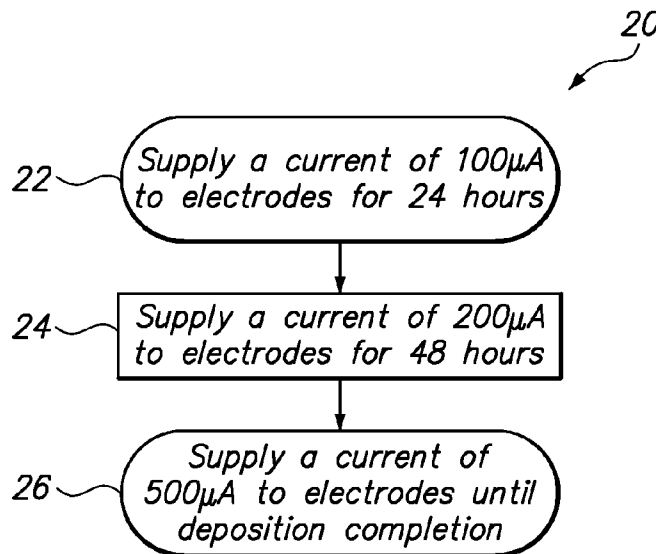 20
22
Supply a current of 100µA
to electrodes for 24 hours
24
Supply a current of 200µA
to electrodes for 48 hours
26
Supply a current of
500µA to electrodes until
deposition completion